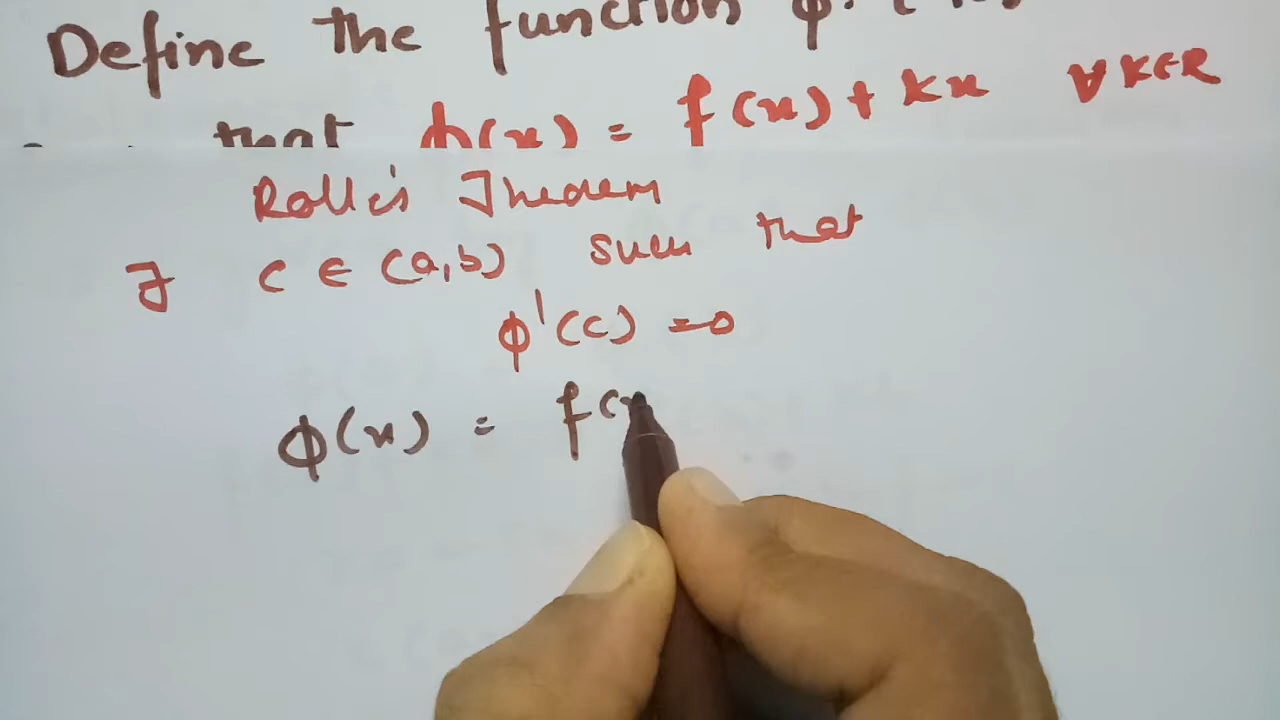 Define the function ϕ:
that ϕ(x) = f(x) + kx ∀ K∈R
Rolle's Theorem
∃ c ∈ (a,b) such that
ϕ'(c) =0
ϕ(x) = f(x